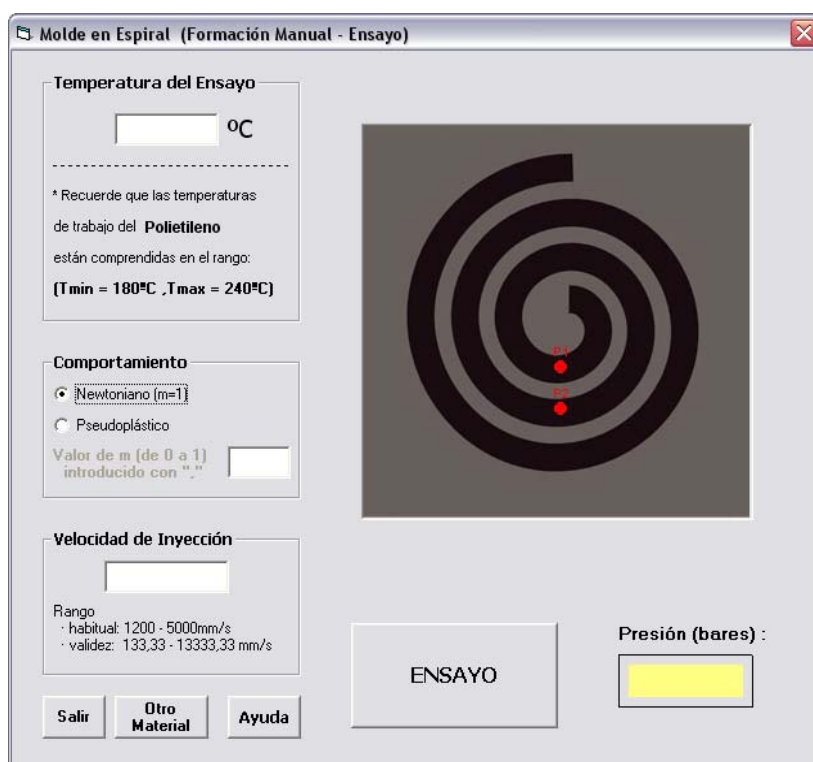 Molde en Espiral (Formación Manual - Ensayo)
Temperatura del Ensayo
ºC
* Recuerde que las temperaturas
de trabajo del Polietileno
están comprendidas en el rango:
(Tmin = 180ºC ,Tmax = 240ºC)
Comportamiento
Newtoniano (m=1)
Pseudoplástico
Valor de m (de 0 a 1)
introducido con "."
Velocidad de Inyección
Rango
· habitual: 1200 - 5000mm/s
· validez: 133,33 - 13333,33 mm/s
Salir
Otro
Material
Ayuda
P1
P2
ENSAYO
Presión (bares) :